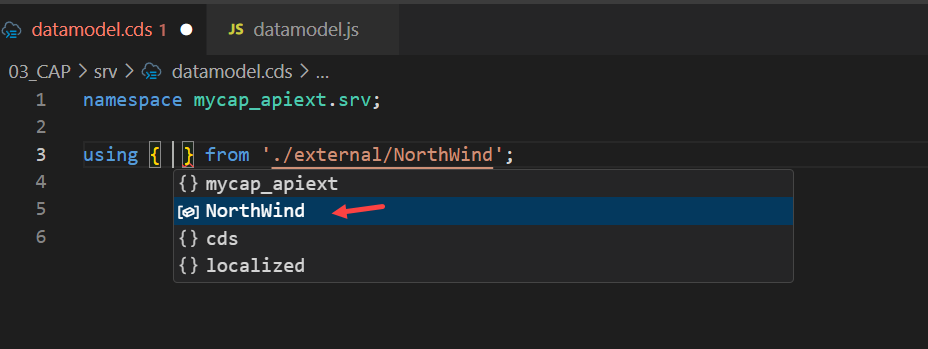 datamodel.cds 1 JS datamodel.js
03_CAP > srv > datamodel.cds > ...
1 namespace mycap_apiext.srv;
2
3 using { } from './external/NorthWind';
4 {} mycap_apiext
5 NorthWind
6 {} cds
{} localized